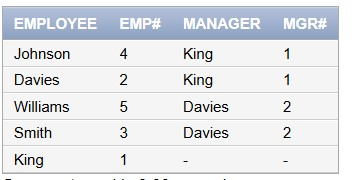 EMPLOYEE EMP# MANAGER MGR#
Johnson 4 King 1
Davies 2 King 1
Williams 5 Davies 2
Smith 3 Davies 2
King 1 - -